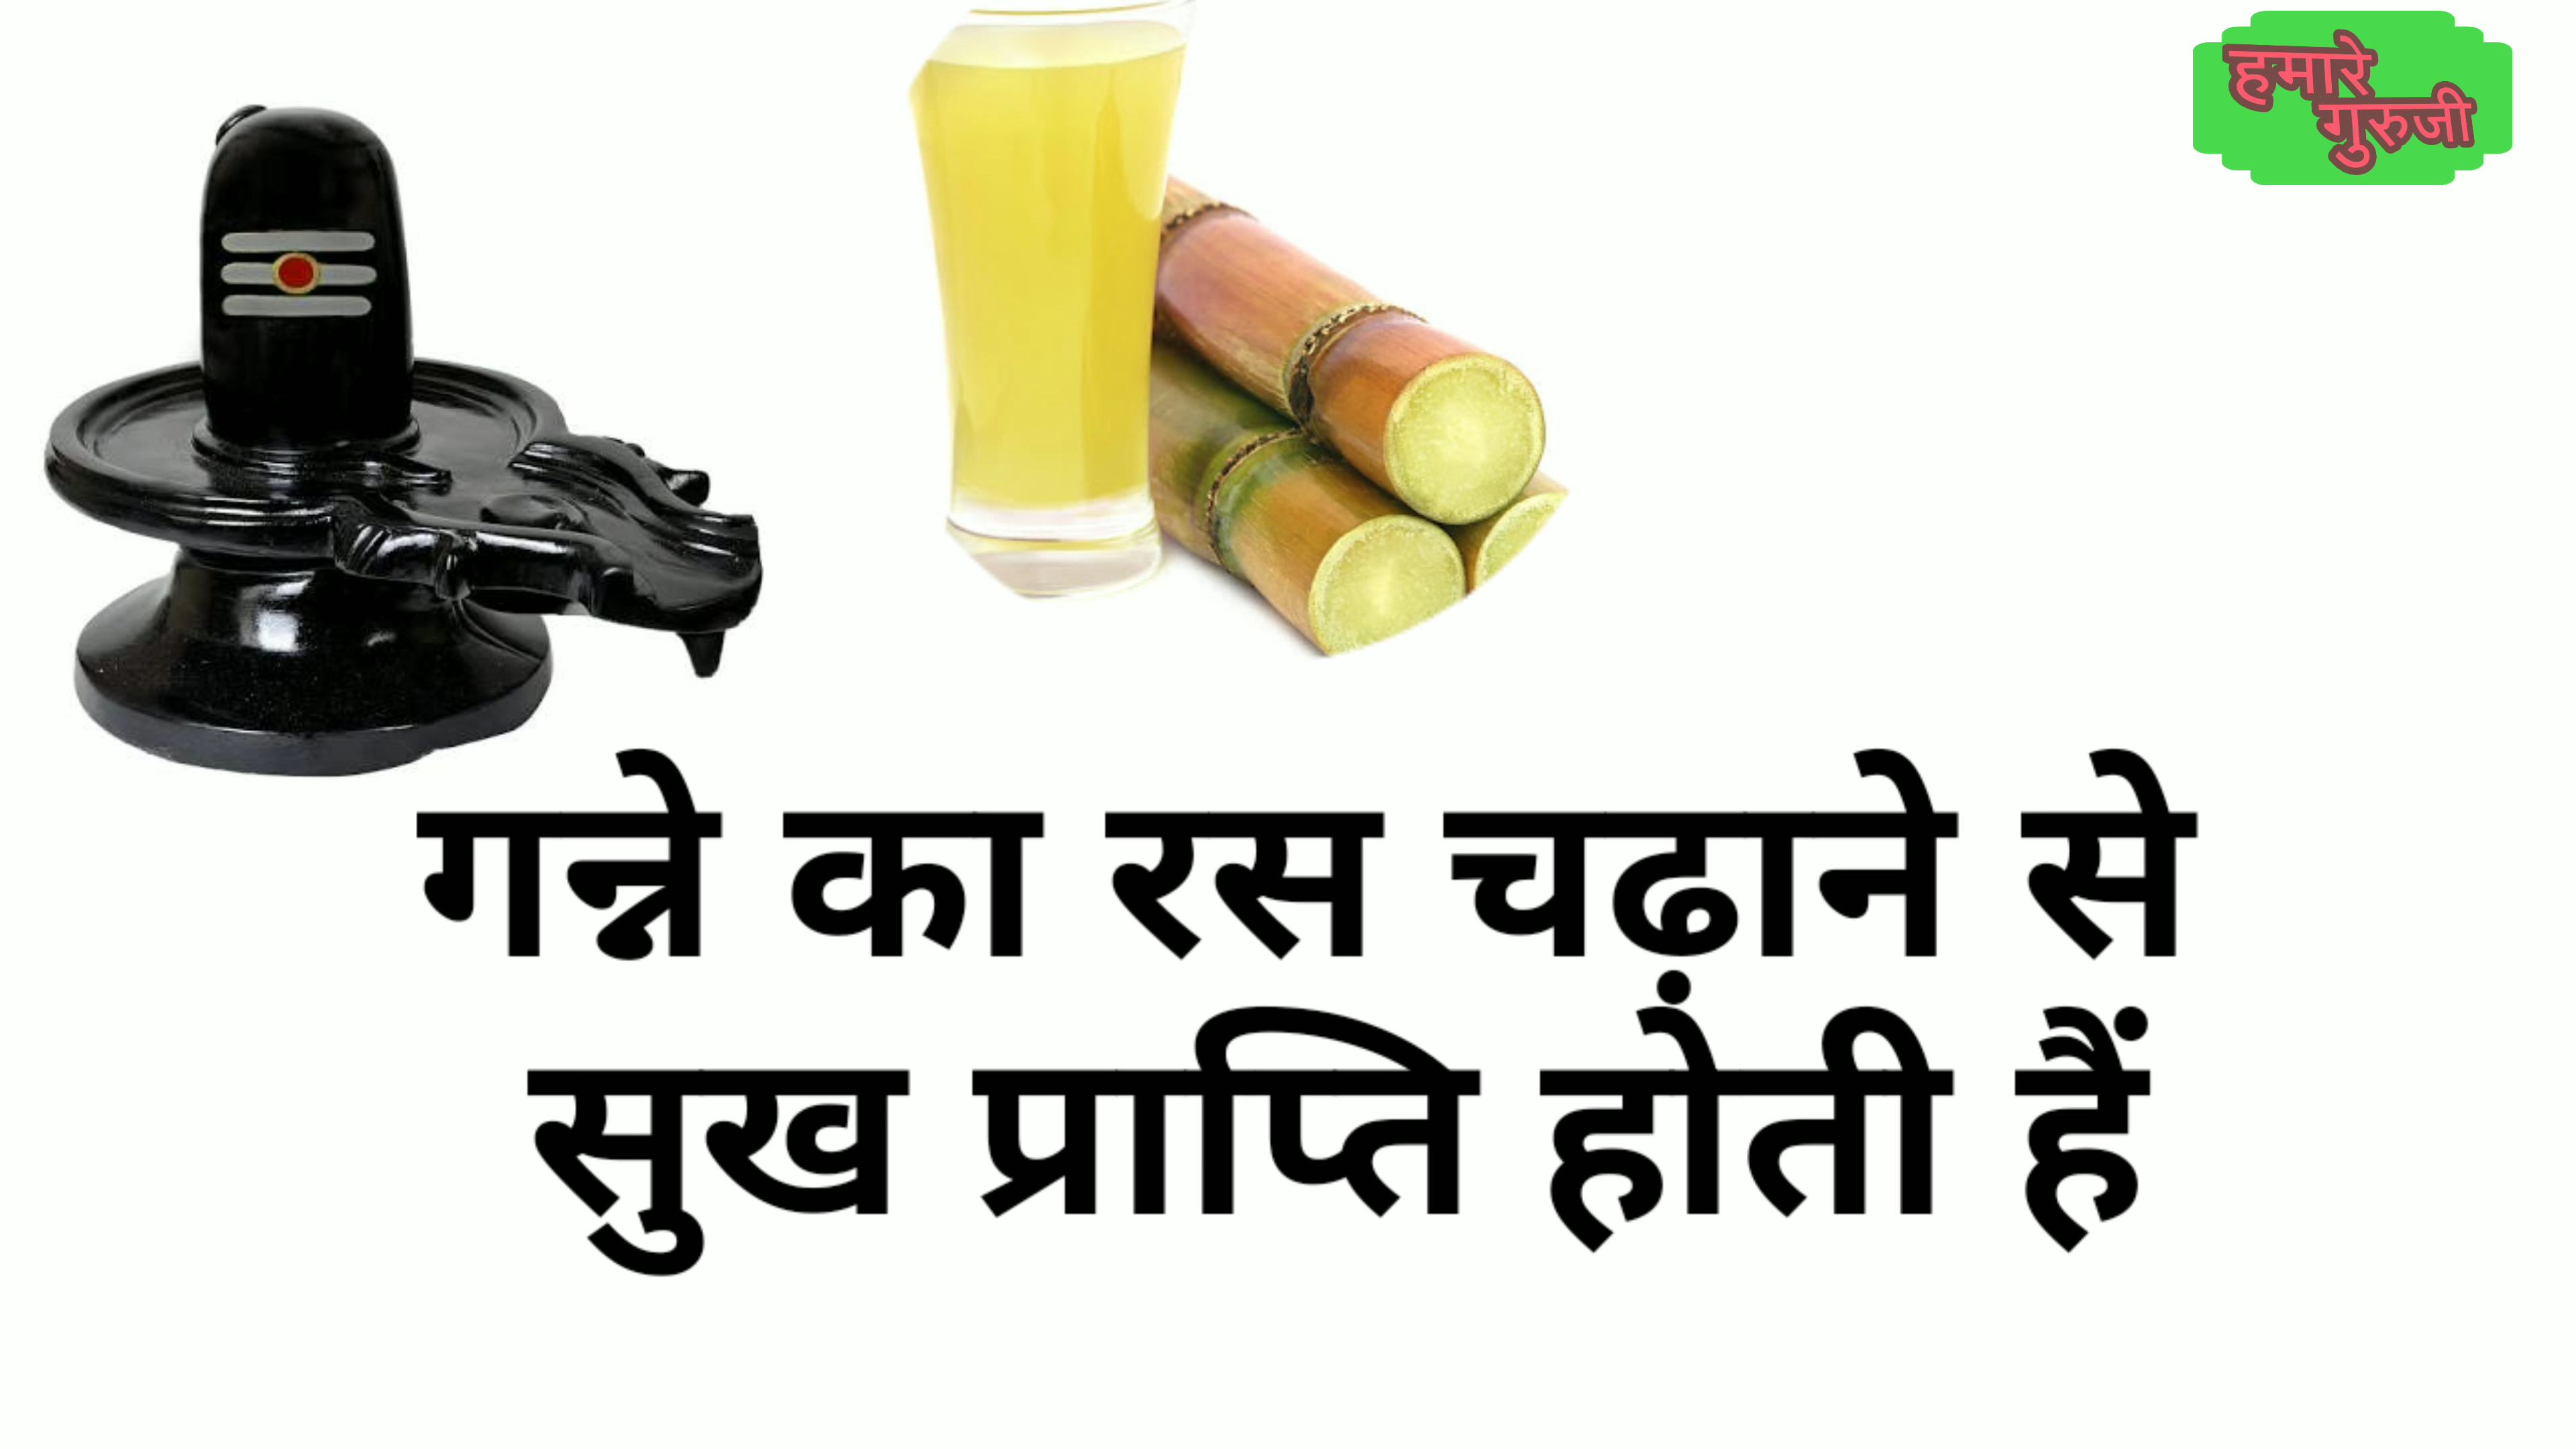 हमारे
गुरुजी
गन्ने का रस चढ़ाने से
सुख प्राप्ति होंती हैं